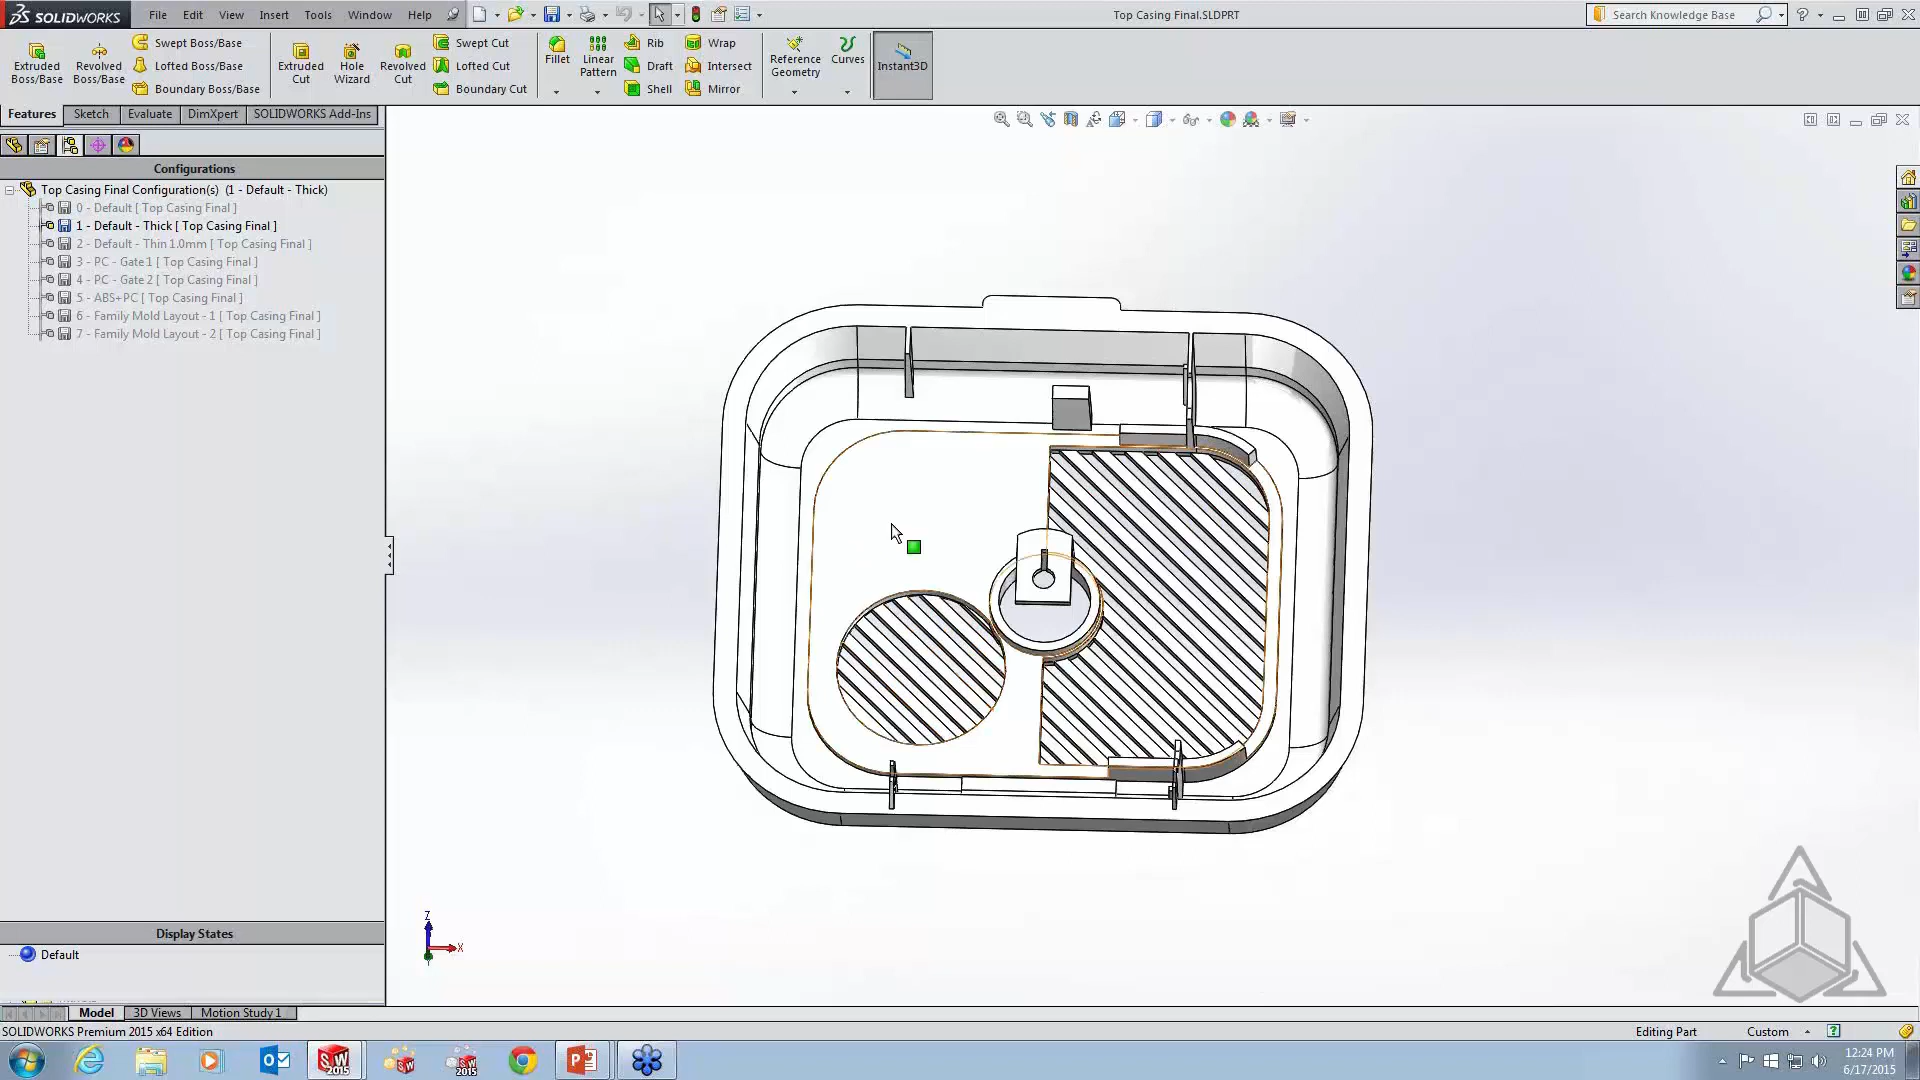 SOLIDWORKS File Edit View Insert Tools Window Help Top Casing Final.SLDPRT Search Knowledge Base
Extruded Boss/Base
Revolved Boss/Base
Swept Boss/Base
Lofted Boss/Base
Boundary Boss/Base
Extruded Cut
Hole Wizard
Revolved Cut
Swept Cut
Lofted Cut
Boundary Cut
Fillet
Linear Pattern
Rib
Draft
Shell
Wrap
Intersect
Mirror
Reference Geometry
Curves
Instant3D
Features Sketch Evaluate DimXpert SOLIDWORKS Add-Ins
Configurations
Top Casing Final Configuration(s) (1 - Default - Thick)
0 - Default [ Top Casing Final ]
1 - Default - Thick [ Top Casing Final ]
2 - Default - Thin 1.0mm [ Top Casing Final ]
3 - PC - Gate 1 [ Top Casing Final ]
4 - PC - Gate 2 [ Top Casing Final ]
5 - ABS+PC [ Top Casing Final ]
6 - Family Mold Layout - 1 [ Top Casing Final ]
7 - Family Mold Layout - 2 [ Top Casing Final ]
Z
X
Display States
Default
Model 3D Views Motion Study 1
SOLIDWORKS Premium 2015 x64 Edition Editing Part Custom
SW 2015
12:24 PM
6/17/2015